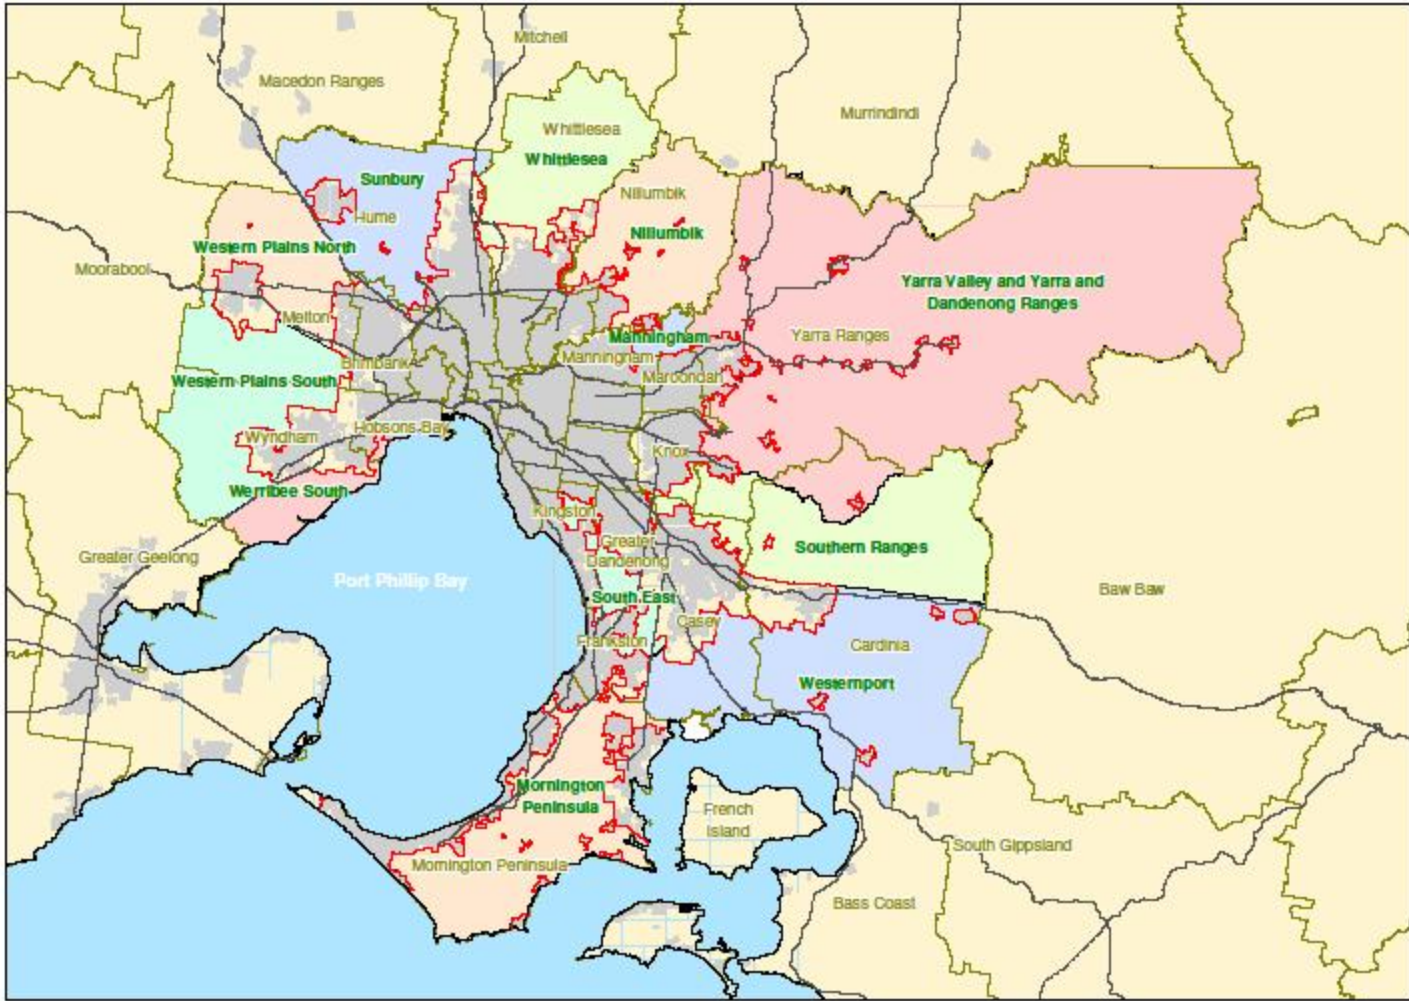 Mitchell
Macedon Ranges
Murrindindi
Whittlesea
Whittlesea
Sunbury
Nillumbik
Hume
Nillumbik
Western Plains North
Moorabool
Yarra Valley and Yarra and
Dandenong Ranges
Melton
Manningham
Yarra Ranges
Brimbank
Manningham
Maroondah
Western Plains South
Hobsons Bay
Wyndham
Knox
Werribee South
Kingston
Greater
Dandenong
Southern Ranges
Greater Geelong
Port Phillip Bay
Baw Baw
South East
Casey
Frankston
Cardinia
Westernport
Mornington
Peninsula
French
Island
South Gippsland
Mornington Peninsula
Bass Coast